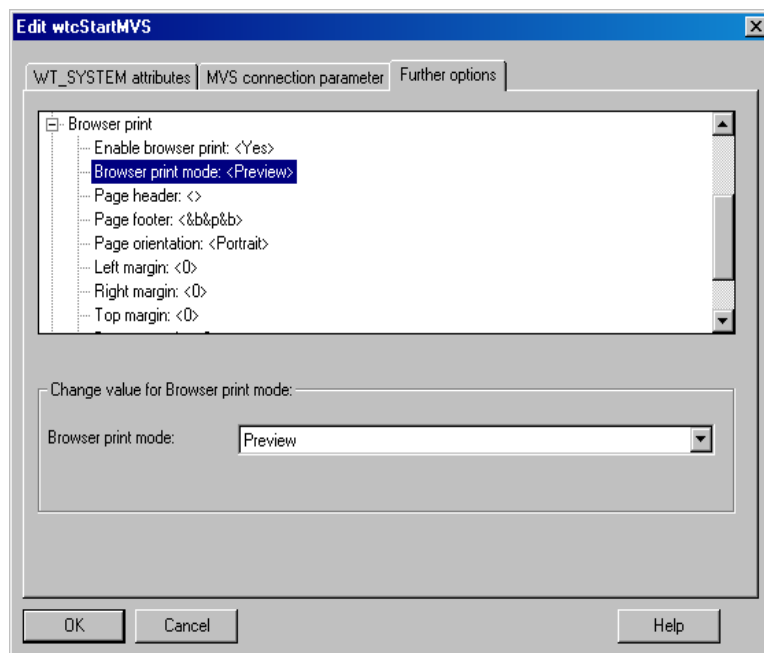 Edit wtcStartMVS
WT_SYSTEM attributes MVS connection parameter Further options
Browser print
Enable browser print: <Yes>
Browser print mode: <Preview>
Page header: <>
Page footer: <&b&p&b>
Page orientation: <Portrait>
Left margin: <0>
Right margin: <0>
Top margin: <0>
Change value for Browser print mode:
Browser print mode: Preview
OK Cancel Help